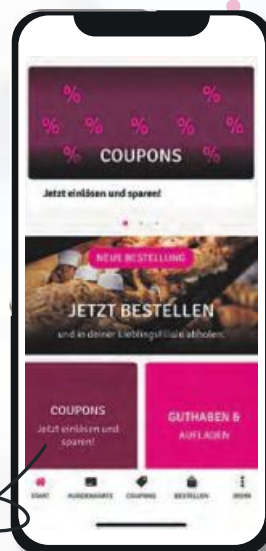 % %
% % % % %
% COUPONS %
Jetzt einlösen und sparen!
NEUE BESTELLUNG
JETZT BESTELLEN
und in deiner Lieblingsfiliale abholen.
COUPONS
Jetzt einlösen und
sparen!
GUTHABEN &
AUFLADEN
START KUNDENKARTE COUPONS BESTELLEN MEHR